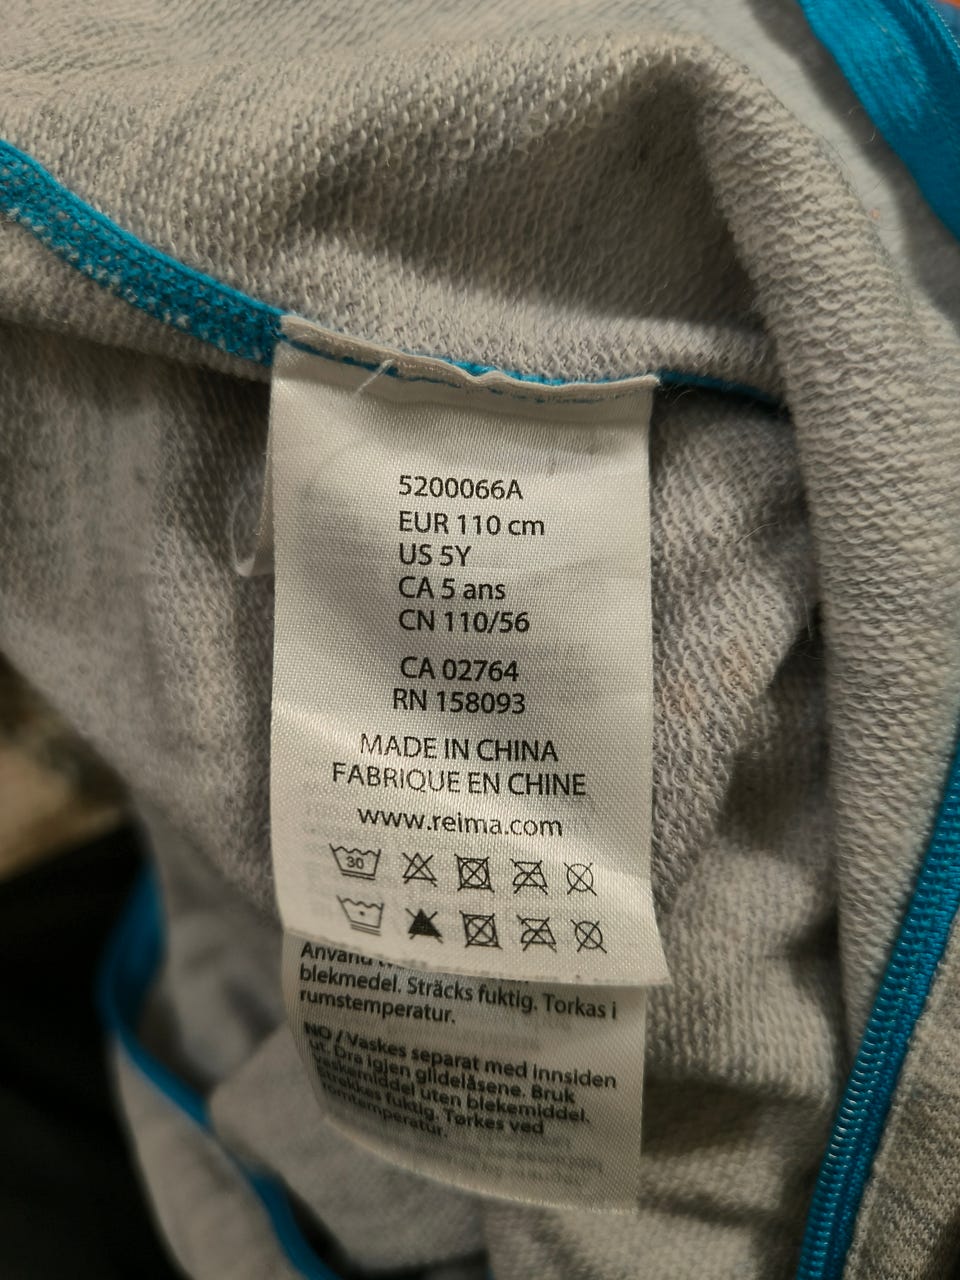 5200066A
EUR 110 cm
US 5Y
CA 5 ans
CN 110/56
CA 02764
RN 158093
MADE IN CHINA
FABRIQUE EN CHINE
www.reima.com
30
Använd
blekmedel. Sträcks fuktig. Torkas i
rumstemperatur.
NO / Vaskes separat med innsiden
ut. Dra igjen glidelåsene. Bruk
vaskemiddel uten blekemiddel.
Strekkes fuktig. Tørkes ved
romtemperatur.